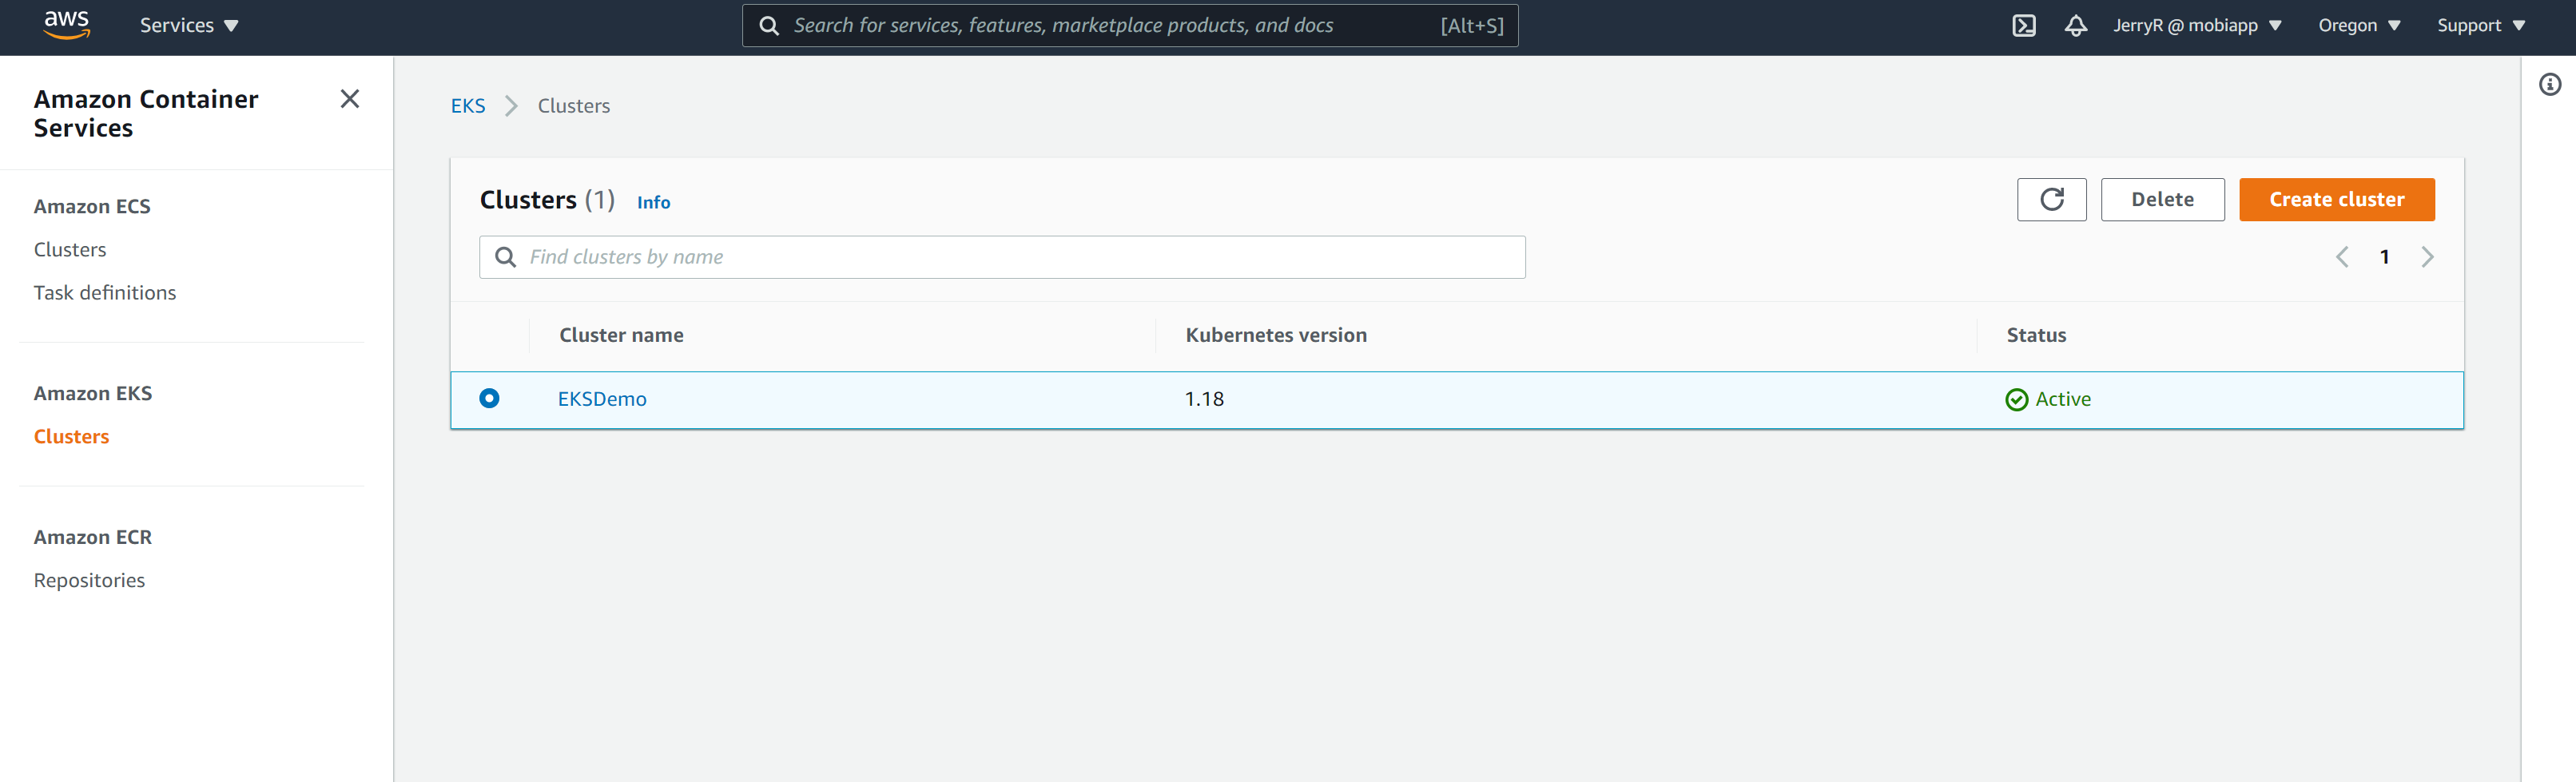 aws Services Search for services, features, marketplace products, and docs [Alt+S] JerryR @ mobiapp Oregon Support
Amazon Container
Services
Amazon ECS
Clusters
Task definitions
Amazon EKS
Clusters
Amazon ECR
Repositories
EKS Clusters
Clusters (1) Info Delete Create cluster
Find clusters by name 1
Cluster name Kubernetes version Status
EKSDemo 1.18 Active